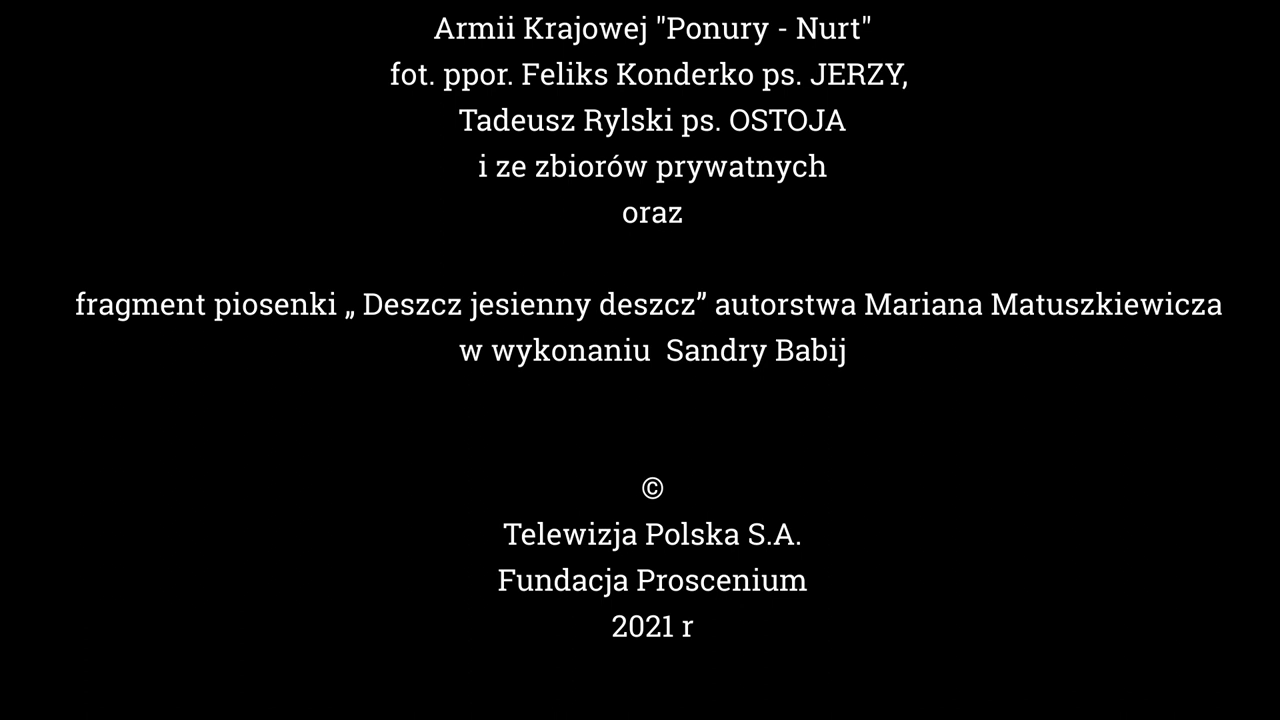 Armii Krajowej "Ponury - Nurt"
fot. ppor. Feliks Konderko ps. JERZY,
Tadeusz Rylski ps. OSTOJA
i ze zbiorów prywatnych
oraz
fragment piosenki „ Deszcz jesienny deszcz” autorstwa Mariana Matuszkiewicza
w wykonaniu  Sandry Babij
©
Telewizja Polska S.A.
Fundacja Proscenium
2021 r